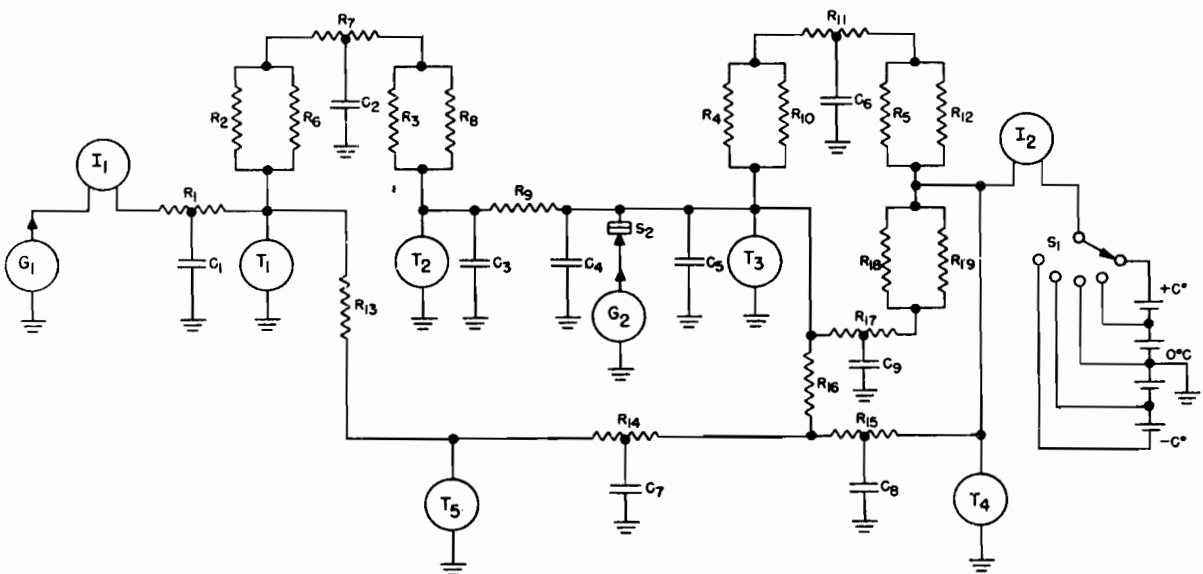 R7
R11
R2
R6
C2
R3
R8
R4
R10
C6
R5
R12
I1
I2
R1
R9
S2
G1
C1
T1
T2
C3
C4
G2
C5
T3
R18
R19
S1
+C°
R13
R17
C9
0°C
R16
R14
R15
-C°
T5
C7
C8
T4